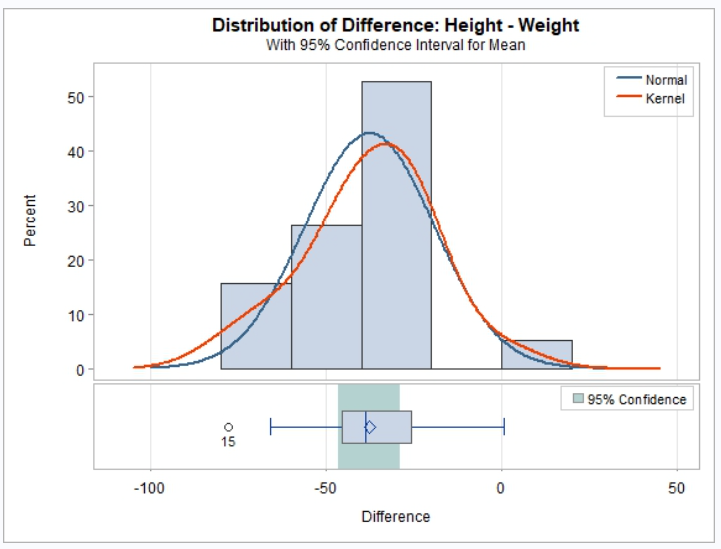 Distribution of Difference: Height - Weight
With 95% Confidence Interval for Mean
Normal
Kernel
50
40
30
20
10
0
Percent
95% Confidence
15
-100 -50 0 50
Difference